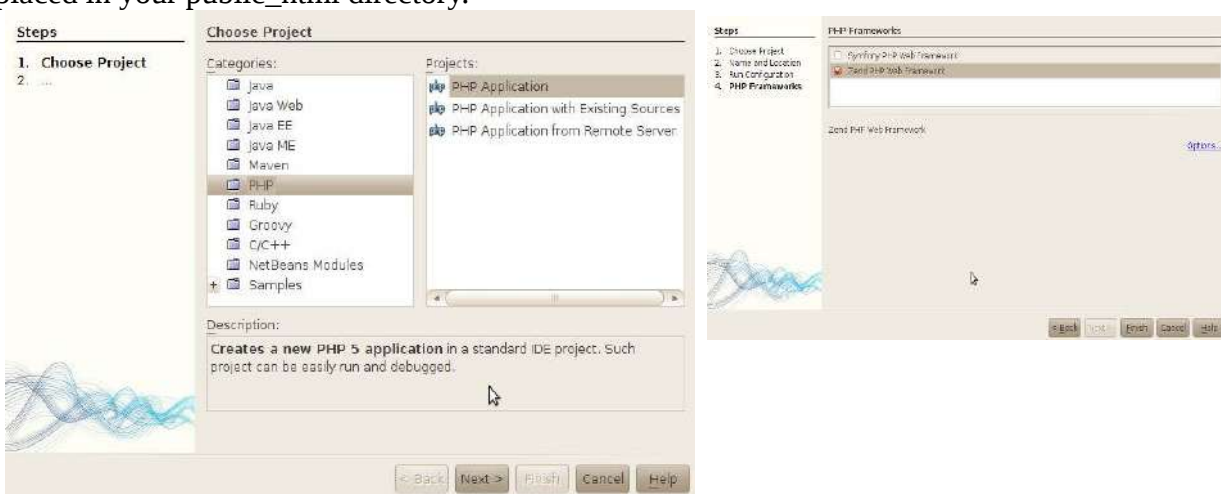 placed in your public_html directory.
Steps
1. Choose Project
2. ...
Choose Project
Categories:
Java
Java Web
Java EE
Java ME
Maven
PHP
Ruby
Groovy
C/C++
NetBeans Modules
Samples
Projects:
PHP Application
PHP Application with Existing Sources
PHP Application from Remote Server
Description:
Creates a new PHP 5 application in a standard IDE project. Such
project can be easily run and debugged.
< Back Next > Finish Cancel Help
Steps
1. Choose Project
2. Name and Location
3. Run Configuration
4. PHP Frameworks
PHP Frameworks
Symfony PHP Web Framework
Zend PHP Web Framework
Zend PHP Web Framework
Options...
< Back Next > Finish Cancel Help